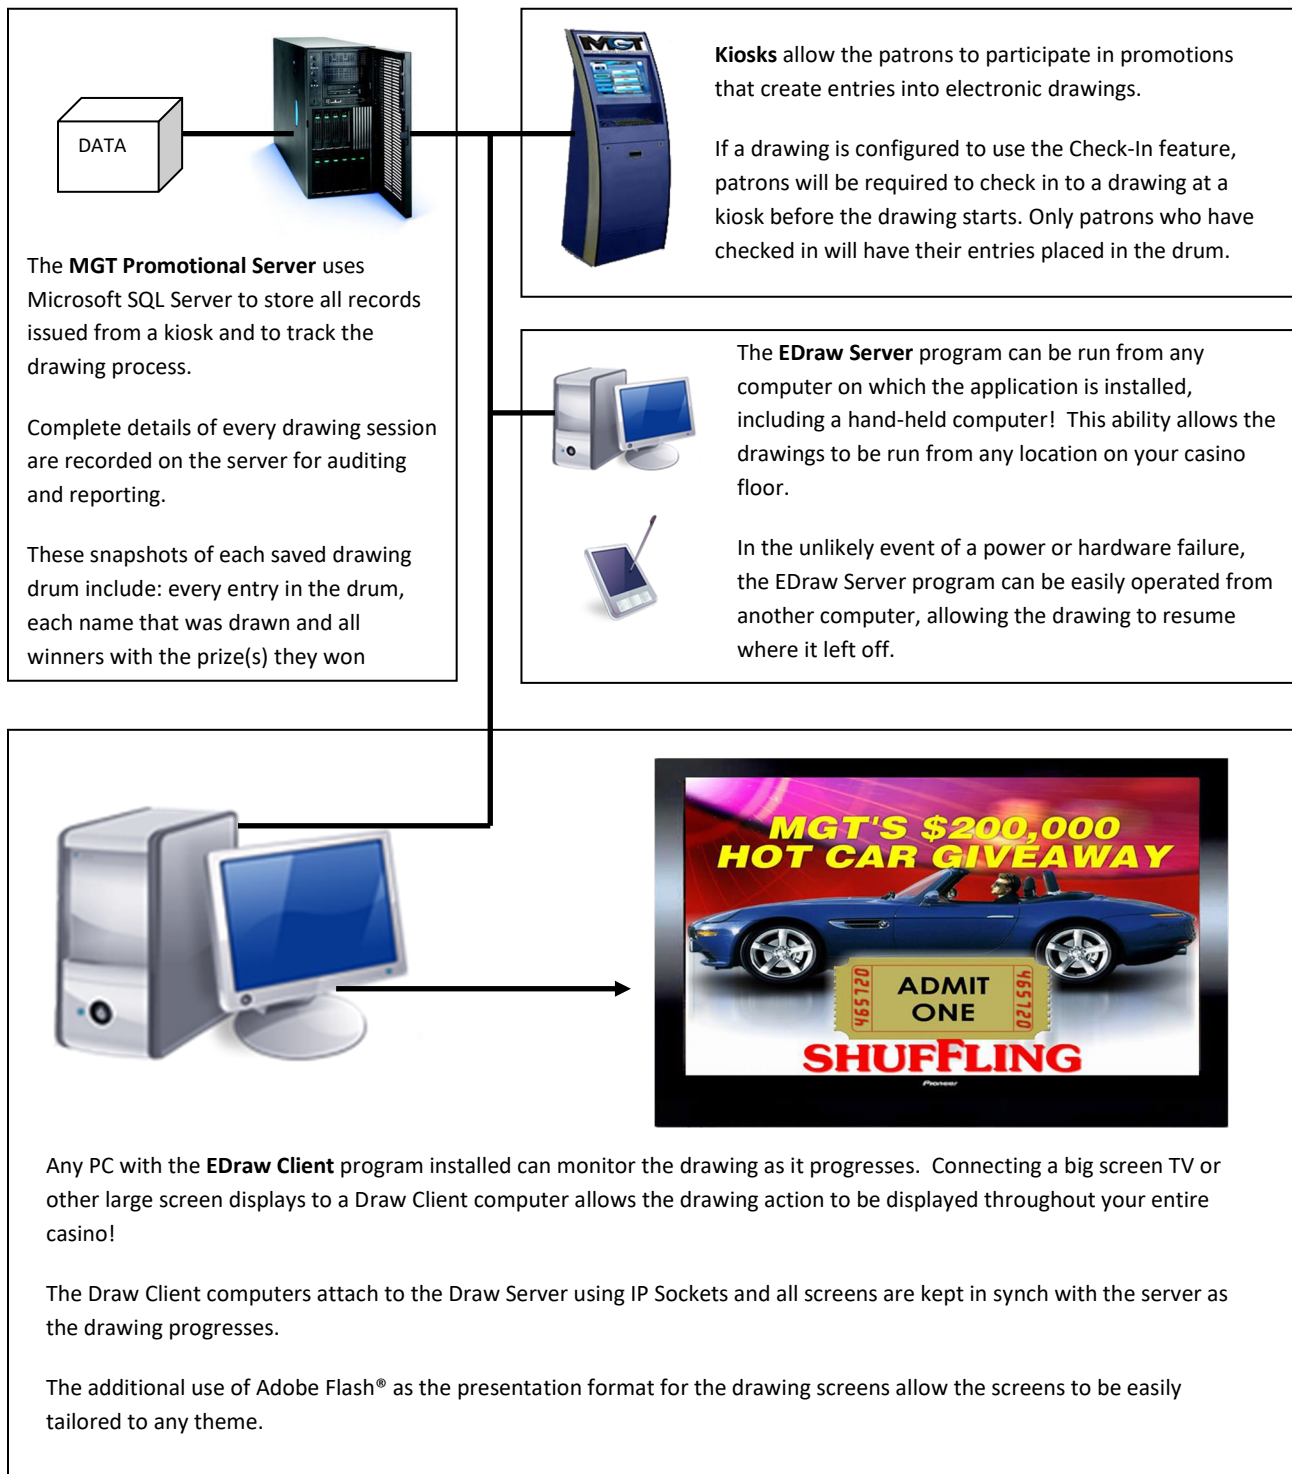 DATA
The MGT Promotional Server uses
Microsoft SQL Server to store all records
issued from a kiosk and to track the
drawing process.
Complete details of every drawing session
are recorded on the server for auditing
and reporting.
These snapshots of each saved drawing
drum include: every entry in the drum,
each name that was drawn and all
winners with the prize(s) they won
MGT
Kiosks allow the patrons to participate in promotions
that create entries into electronic drawings.
If a drawing is configured to use the Check-In feature,
patrons will be required to check in to a drawing at a
kiosk before the drawing starts. Only patrons who have
checked in will have their entries placed in the drum.
The EDraw Server program can be run from any
computer on which the application is installed,
including a hand-held computer!  This ability allows the
drawings to be run from any location on your casino
floor.
In the unlikely event of a power or hardware failure,
the EDraw Server program can be easily operated from
another computer, allowing the drawing to resume
where it left off.
MGT'S $200,000
HOT CAR GIVEAWAY
465720
ADMIT
ONE
465720
SHUFFLING
Pioneer
Any PC with the EDraw Client program installed can monitor the drawing as it progresses.  Connecting a big screen TV or
other large screen displays to a Draw Client computer allows the drawing action to be displayed throughout your entire
casino!
The Draw Client computers attach to the Draw Server using IP Sockets and all screens are kept in synch with the server as
the drawing progresses.
The additional use of Adobe Flash® as the presentation format for the drawing screens allow the screens to be easily
tailored to any theme.